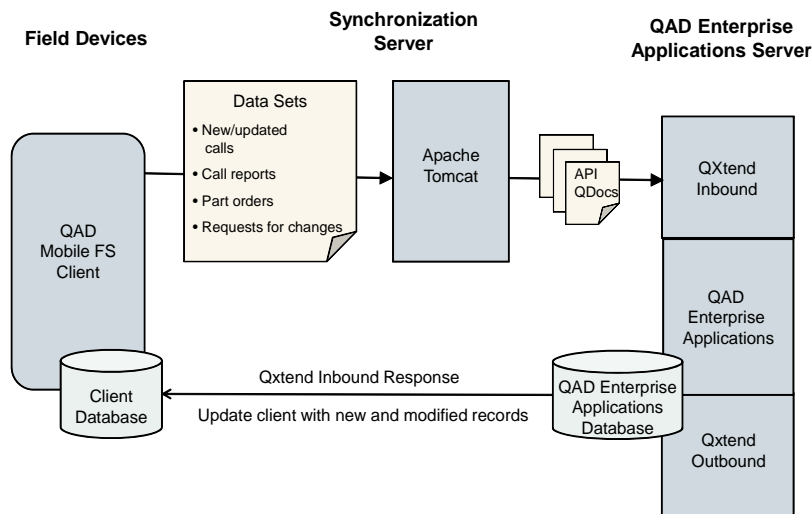 Field Devices
Synchronization
Server
QAD Enterprise
Applications Server
Data Sets
• New/updated
calls
• Call reports
• Part orders
• Requests for changes
Apache
Tomcat
API
QDocs
QXtend
Inbound
QAD
Mobile FS
Client
QAD
Enterprise
Applications
Client
Database
Qxtend Inbound Response
Update client with new and modified records
QAD Enterprise
Applications
Database
Qxtend
Outbound